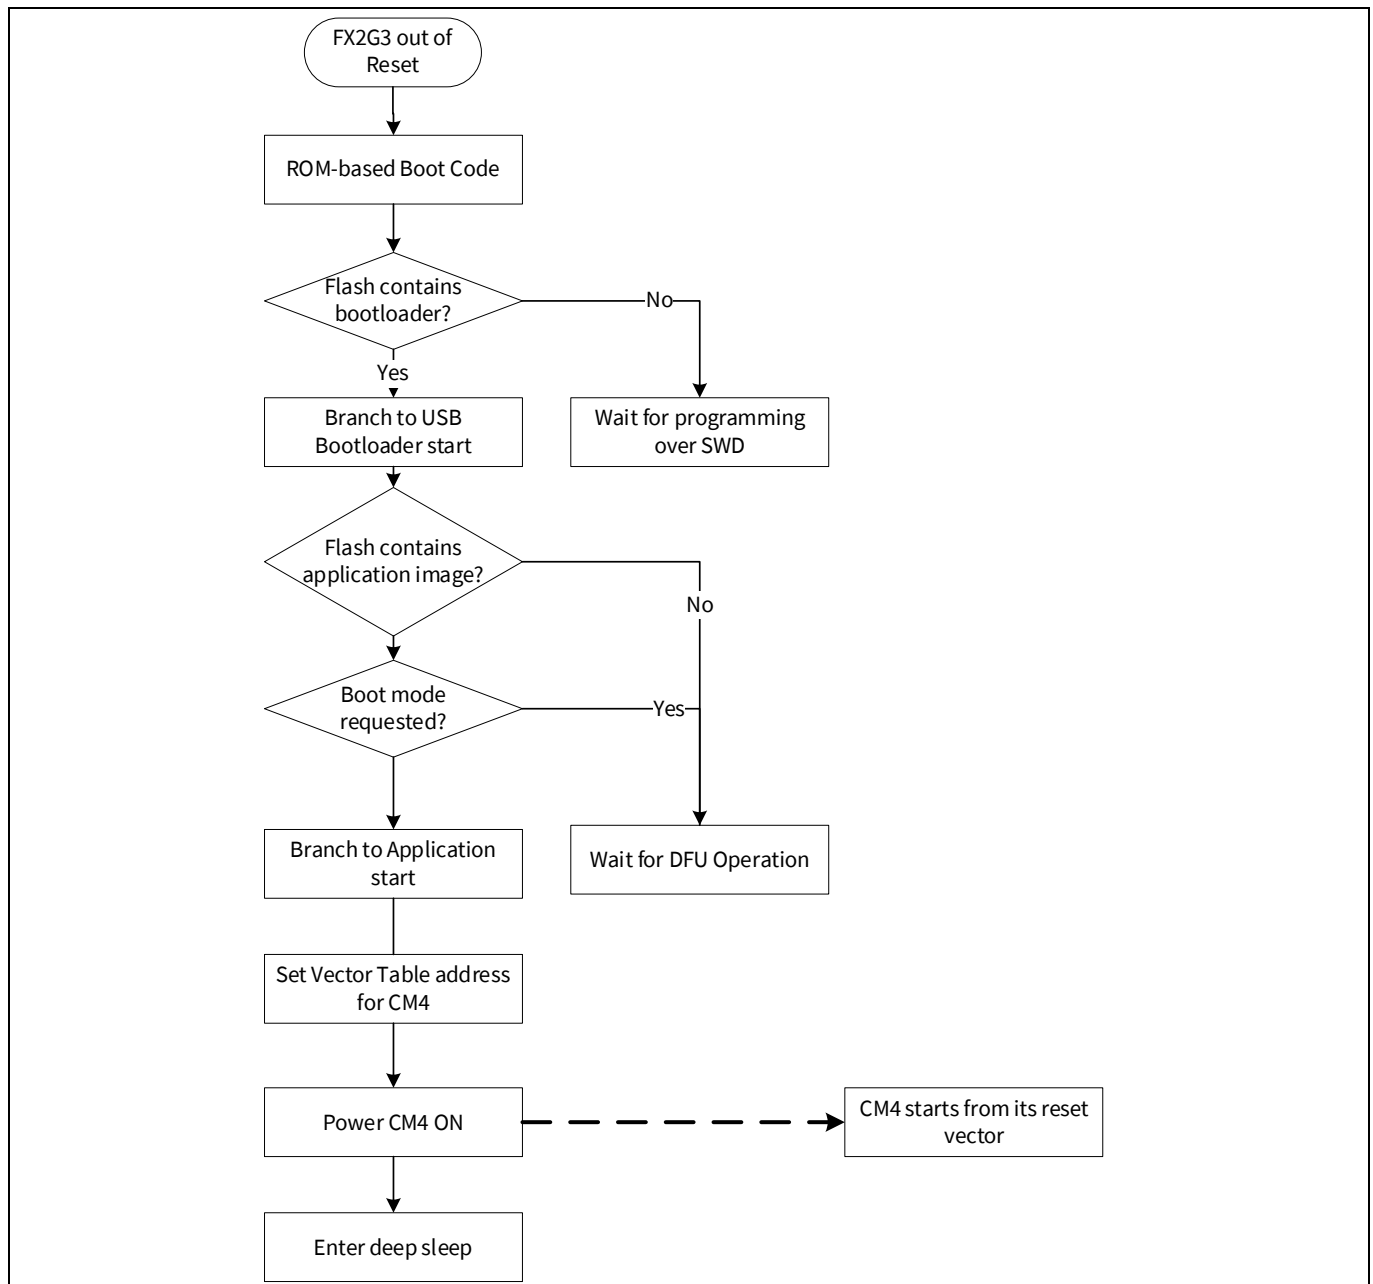 FX2G3 out of
Reset
ROM-based Boot Code
Flash contains
bootloader?
No
Yes
Branch to USB
Bootloader start
Wait for programming
over SWD
Flash contains
application image?
No
Boot mode
requested?
Yes
Branch to Application
start
Wait for DFU Operation
Set Vector Table address
for CM4
Power CM4 ON
CM4 starts from its reset
vector
Enter deep sleep